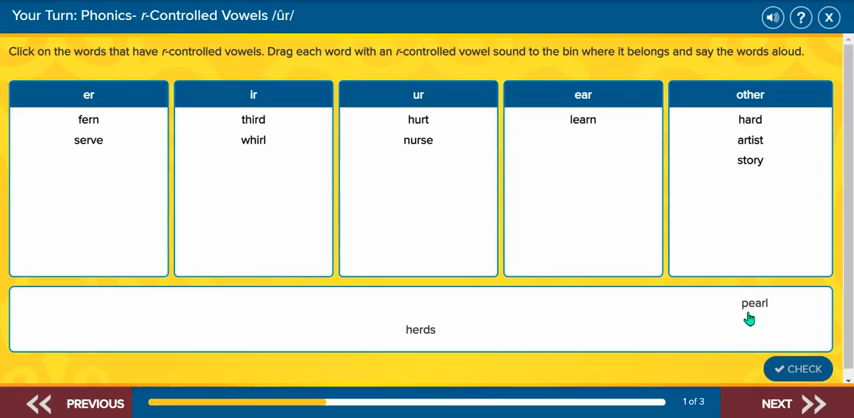 Your Turn: Phonics- r-Controlled Vowels /ûr/
Click on the words that have r-controlled vowels. Drag each word with an r-controlled vowel sound to the bin where it belongs and say the words aloud.
er ir ur ear other
fern third hurt learn hard
serve whirl nurse artist
story
pearl
herds
CHECK
PREVIOUS 1 of 3 NEXT